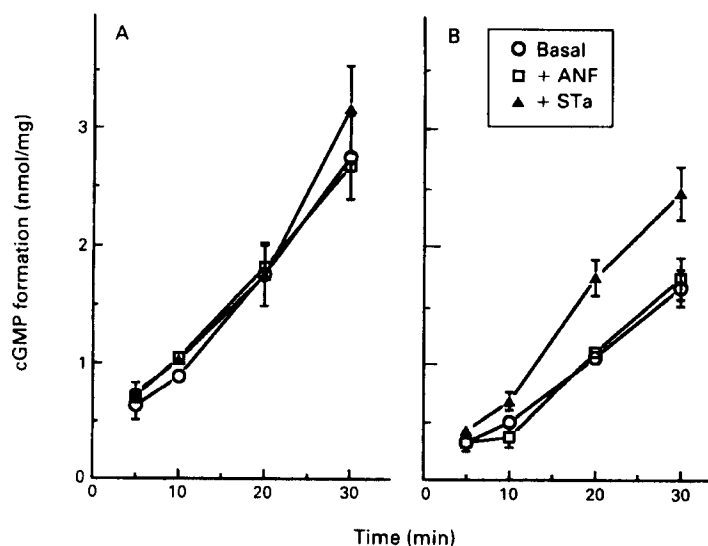 A
B
Basal
+ ANF
+ STa
cGMP formation (nmol/mg)
3
2
1
0
0 10 20 30
0 10 20 30
Time (min)